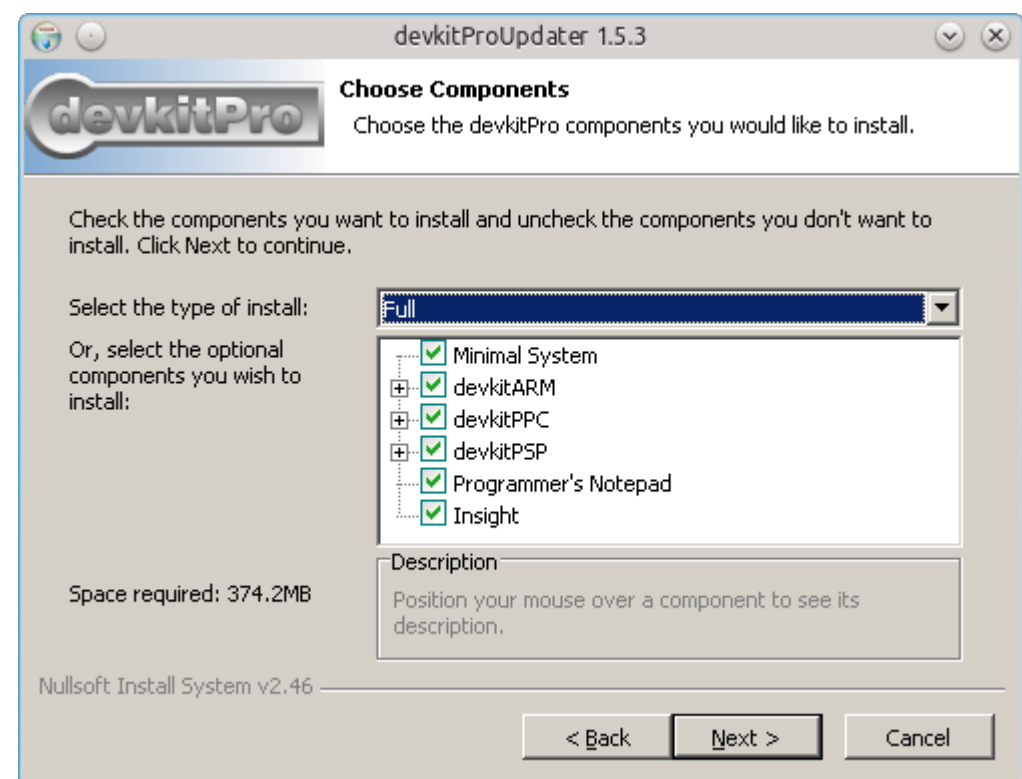 devkitProUpdater 1.5.3
devkitPro
Choose Components
Choose the devkitPro components you would like to install.
Check the components you want to install and uncheck the components you don't want to
install. Click Next to continue.
Select the type of install:
Full
Or, select the optional
components you wish to
install:
Minimal System
devkitARM
devkitPPC
devkitPSP
Programmer's Notepad
Insight
Space required: 374.2MB
Description
Position your mouse over a component to see its
description.
Nullsoft Install System v2.46
< Back
Next >
Cancel